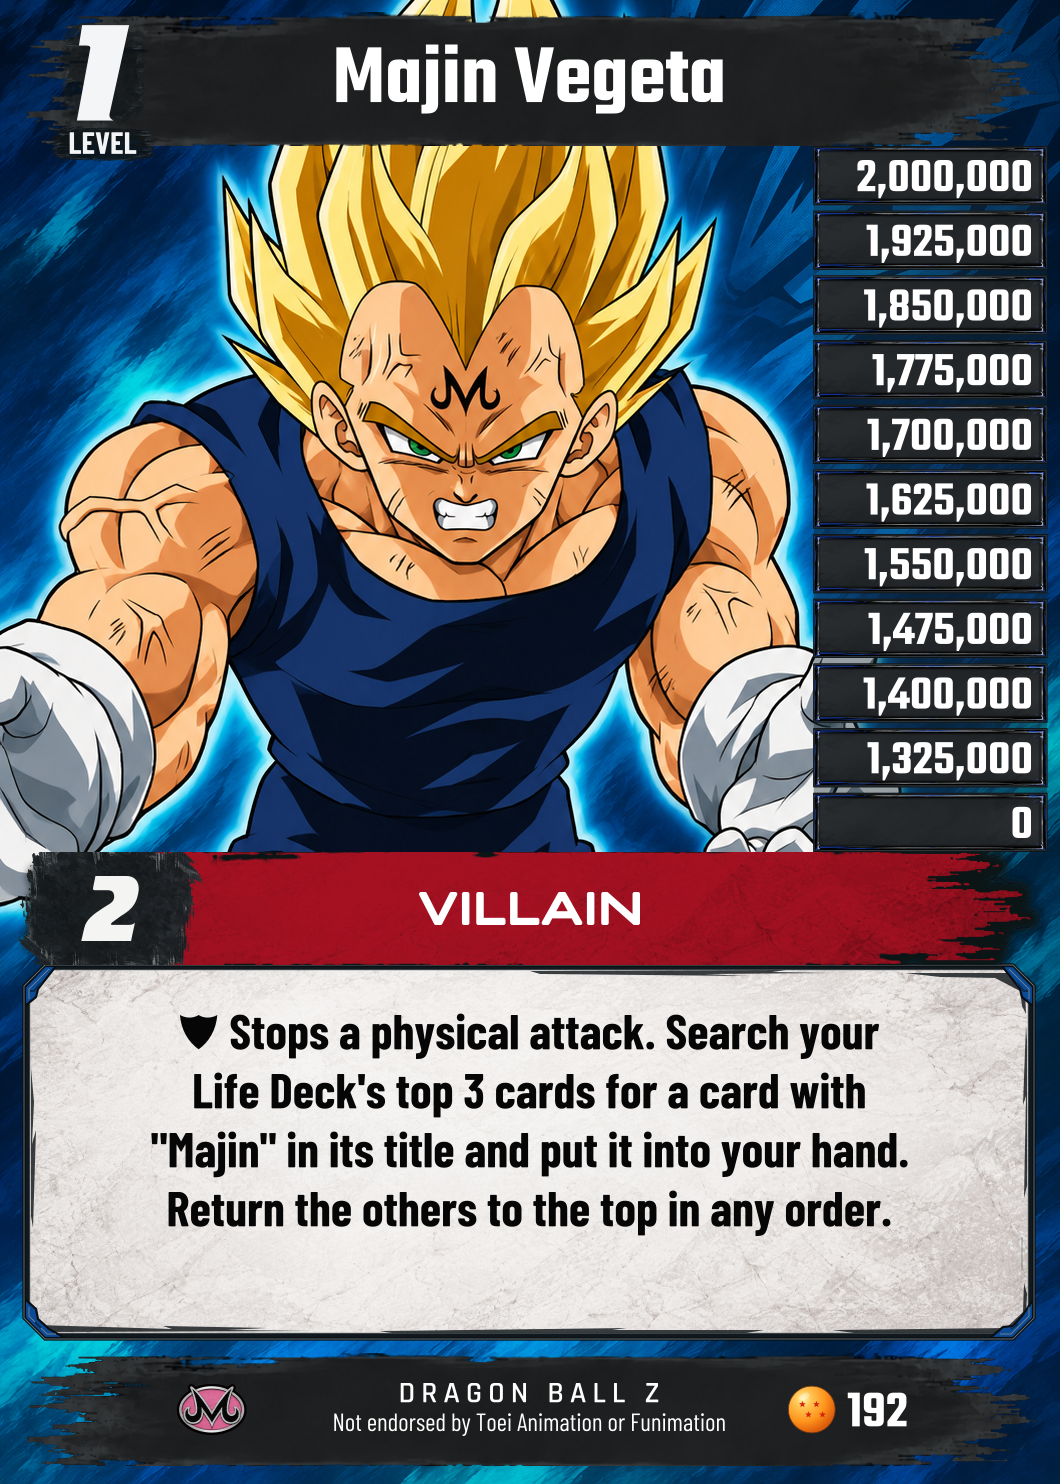 1
LEVEL
Majin Vegeta
2,000,000
1,925,000
1,850,000
1,775,000
1,700,000
1,625,000
1,550,000
1,475,000
1,400,000
1,325,000
0
2
VILLAIN
Stops a physical attack. Search your
Life Deck's top 3 cards for a card with
"Majin" in its title and put it into your hand.
Return the others to the top in any order.
DRAGON BALL Z
Not endorsed by Toei Animation or Funimation
192